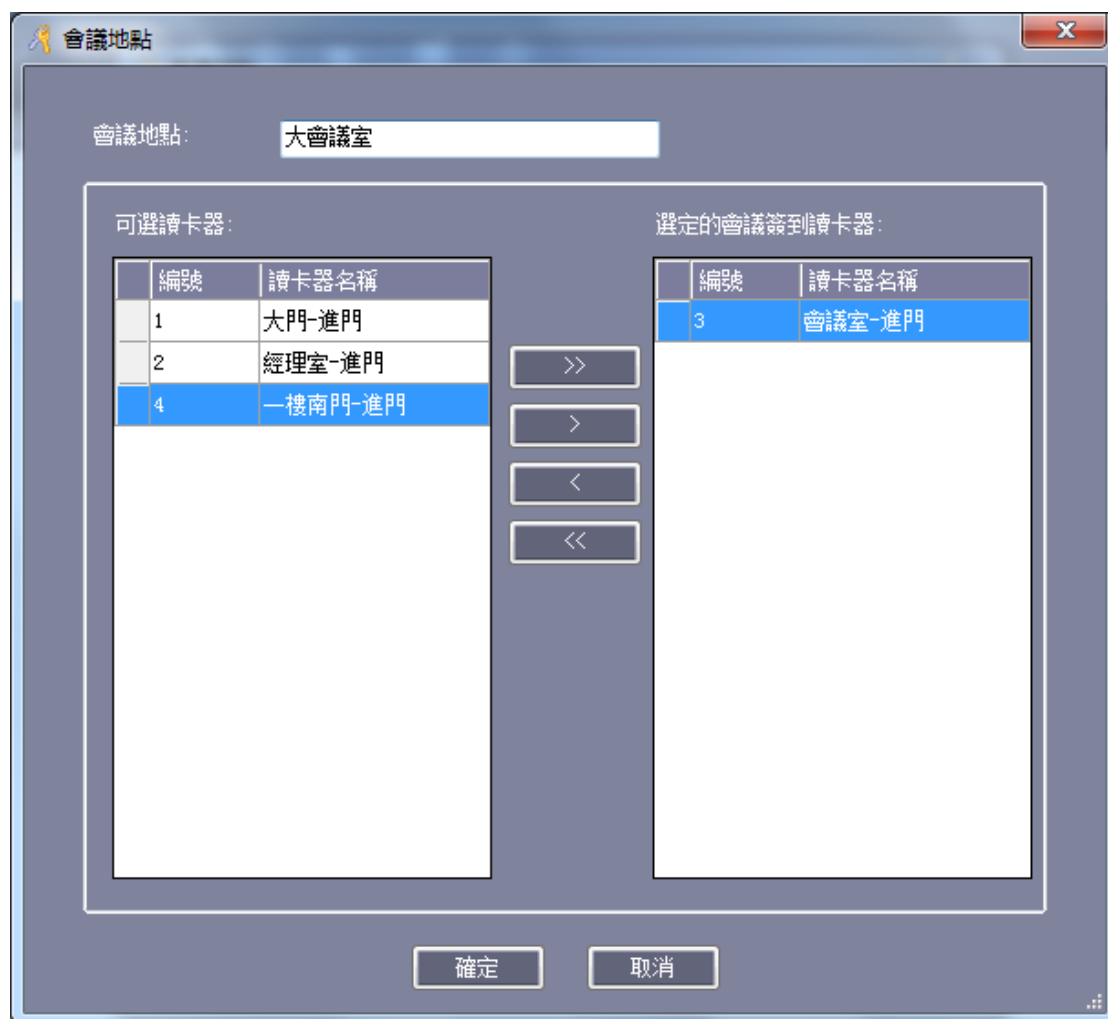 會議地點
會議地點: 大會議室
可選讀卡器:
編號 讀卡器名稱
1 大門-進門
2 經理室-進門
4 一樓南門-進門
>>
>
<
<<
選定的會議簽到讀卡器:
編號 讀卡器名稱
3 會議室-進門
確定 取消